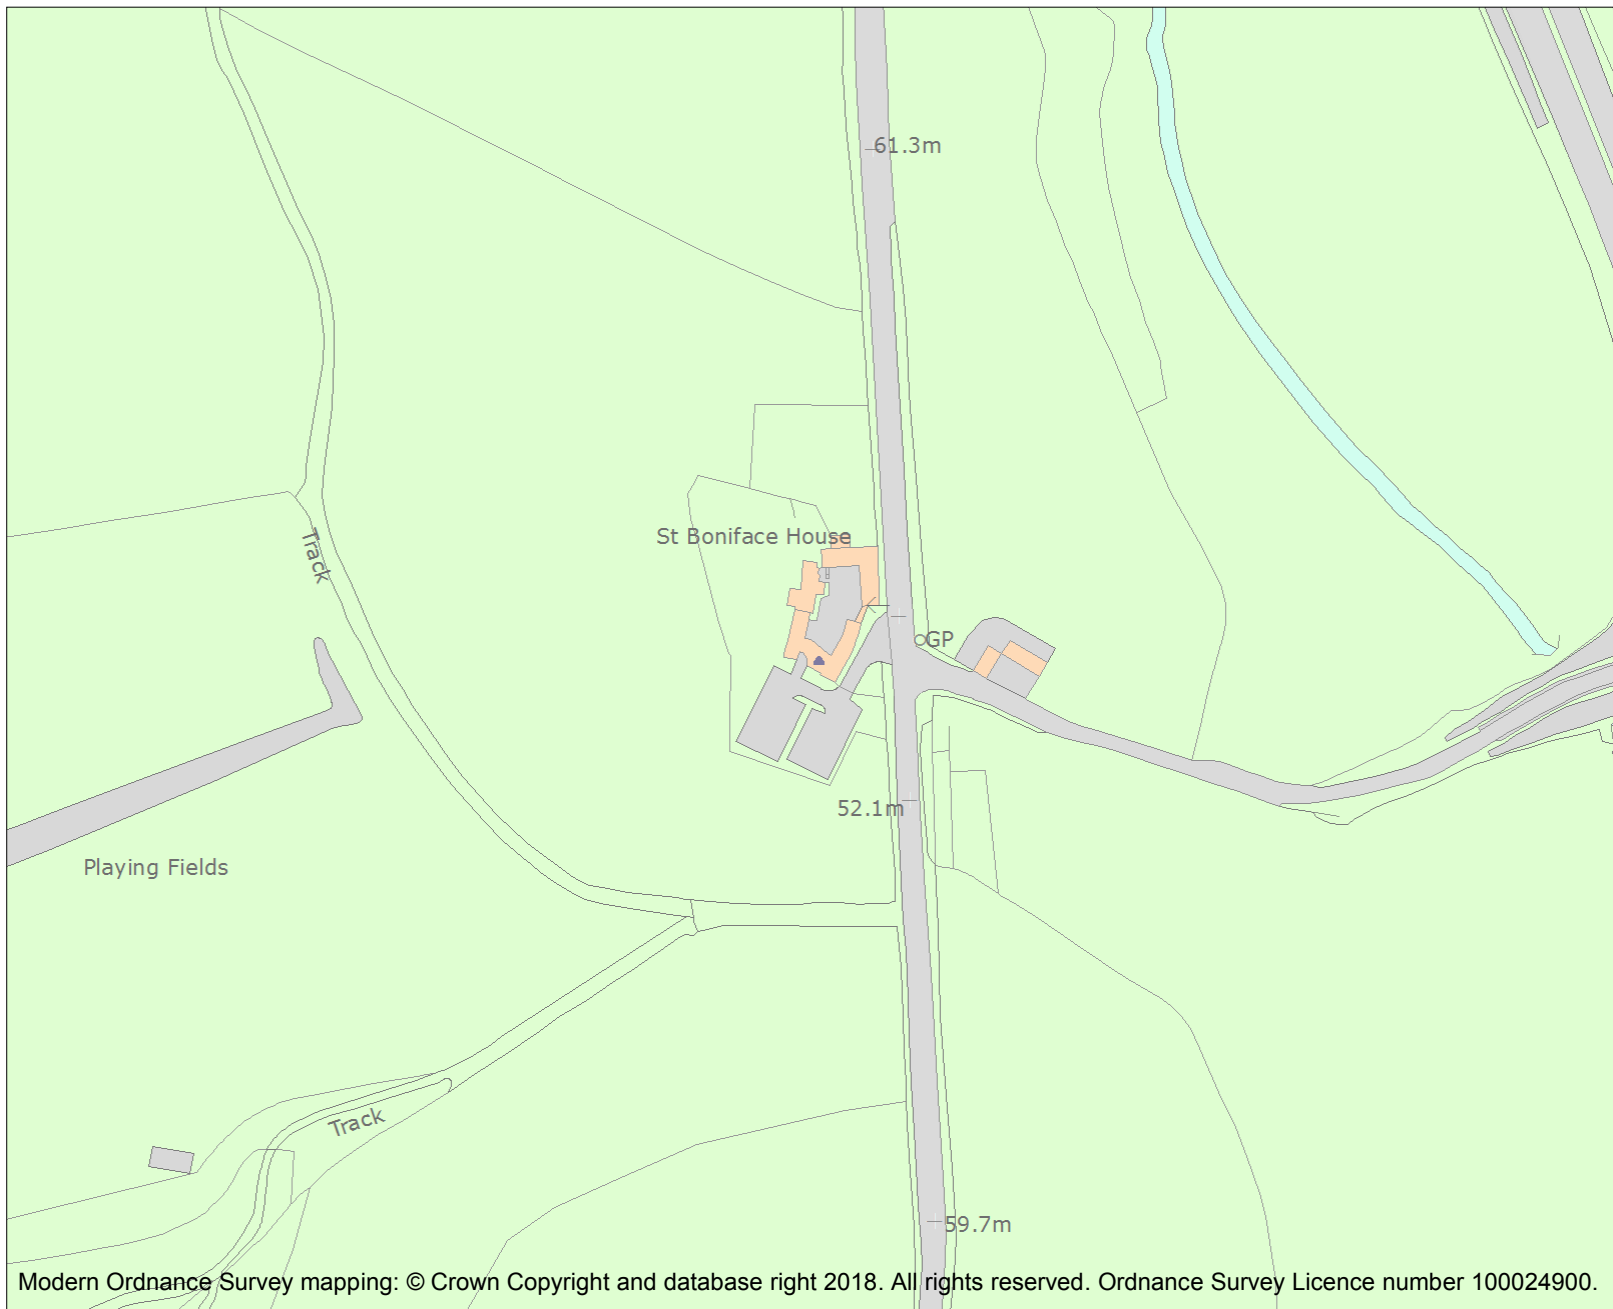 61.3m
St Boniface House
Track
GP
52.1m
Playing Fields
Track
59.7m
Modern Ordnance Survey mapping: © Crown Copyright and database right 2018. All rights reserved. Ordnance Survey Licence number 100024900.